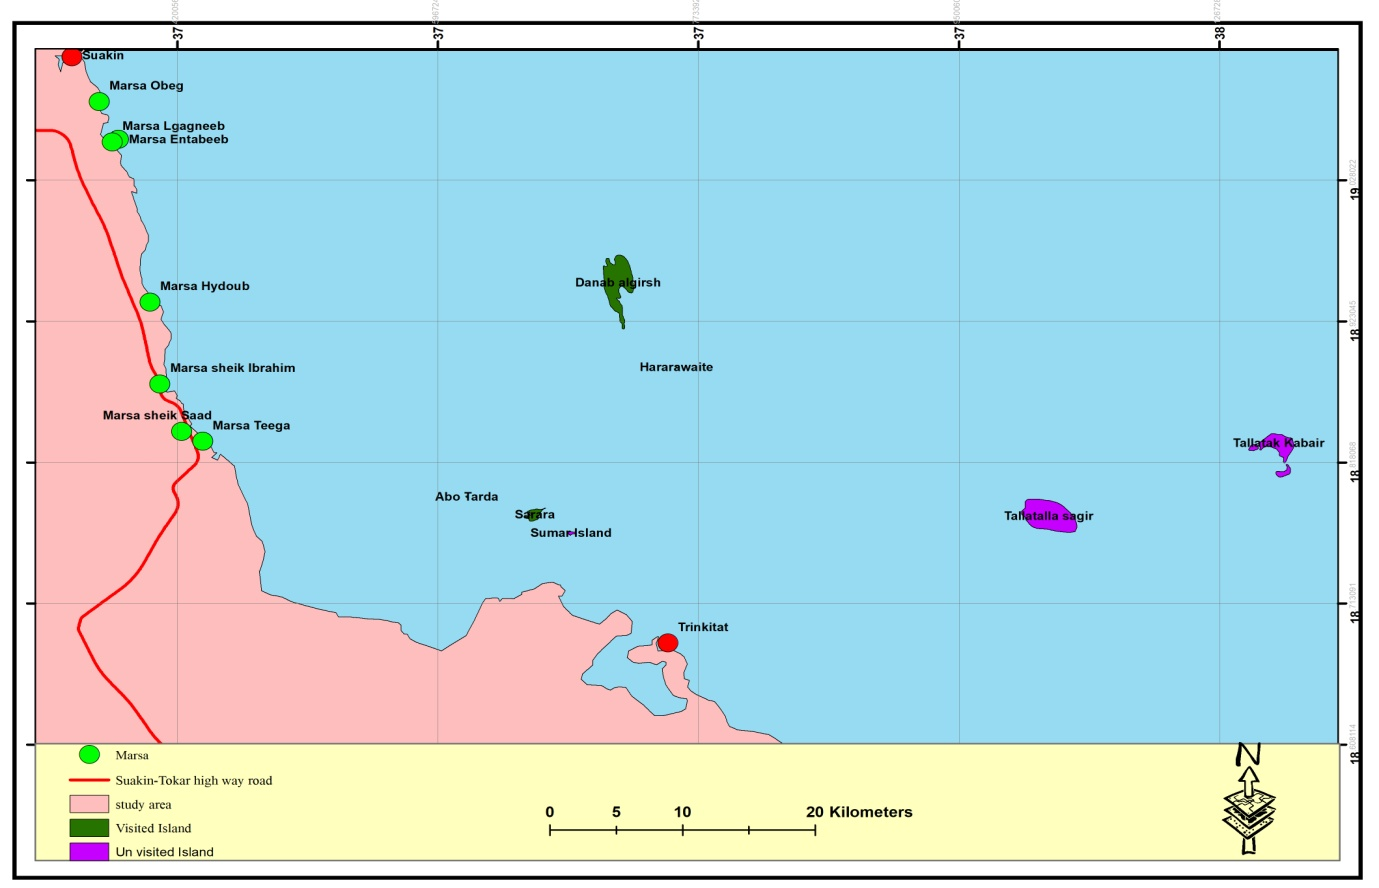 37
37
37
37
38
Suakin
Marsa Obeg
Marsa Lgagneeb
Marsa Entabeeb
19
Marsa Hydoub
Danab algirsh
18
Hararawaite
Marsa sheik Ibrahim
Marsa sheik Saad
Marsa Teega
Tallatak Kabair
18
Abo Tarda
Sarara
Tallatalla sagir
Sumar Island
18
Trinkitat
18
Marsa
Suakin-Tokar high way road
study area
Visited Island
Un visited Island
0 5 10 20 Kilometers
N